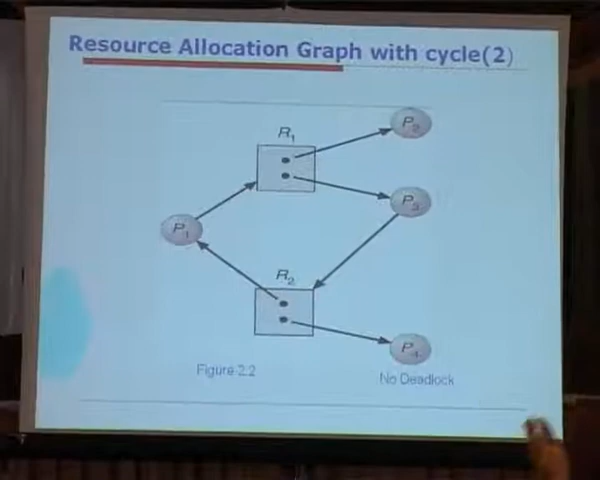 Resource Allocation Graph with cycle(2)
R1
P2
P3
P1
R2
P4
Figure 2.2
No Deadlock